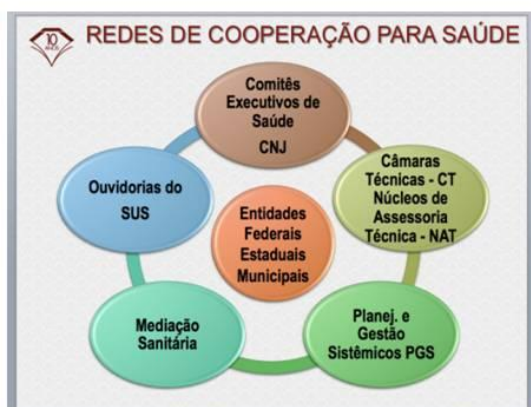 10
ANOS
REDES DE COOPERAÇÃO PARA SAÚDE
Comitês
Executivos de
Saúde
CNJ
Câmaras
Técnicas - CT
Núcleos de
Assessoria
Técnica - NAT
Planej. e
Gestão
Sistêmicos PGS
Mediação
Sanitária
Ouvidorias do
SUS
Entidades
Federais
Estaduais
Municipais